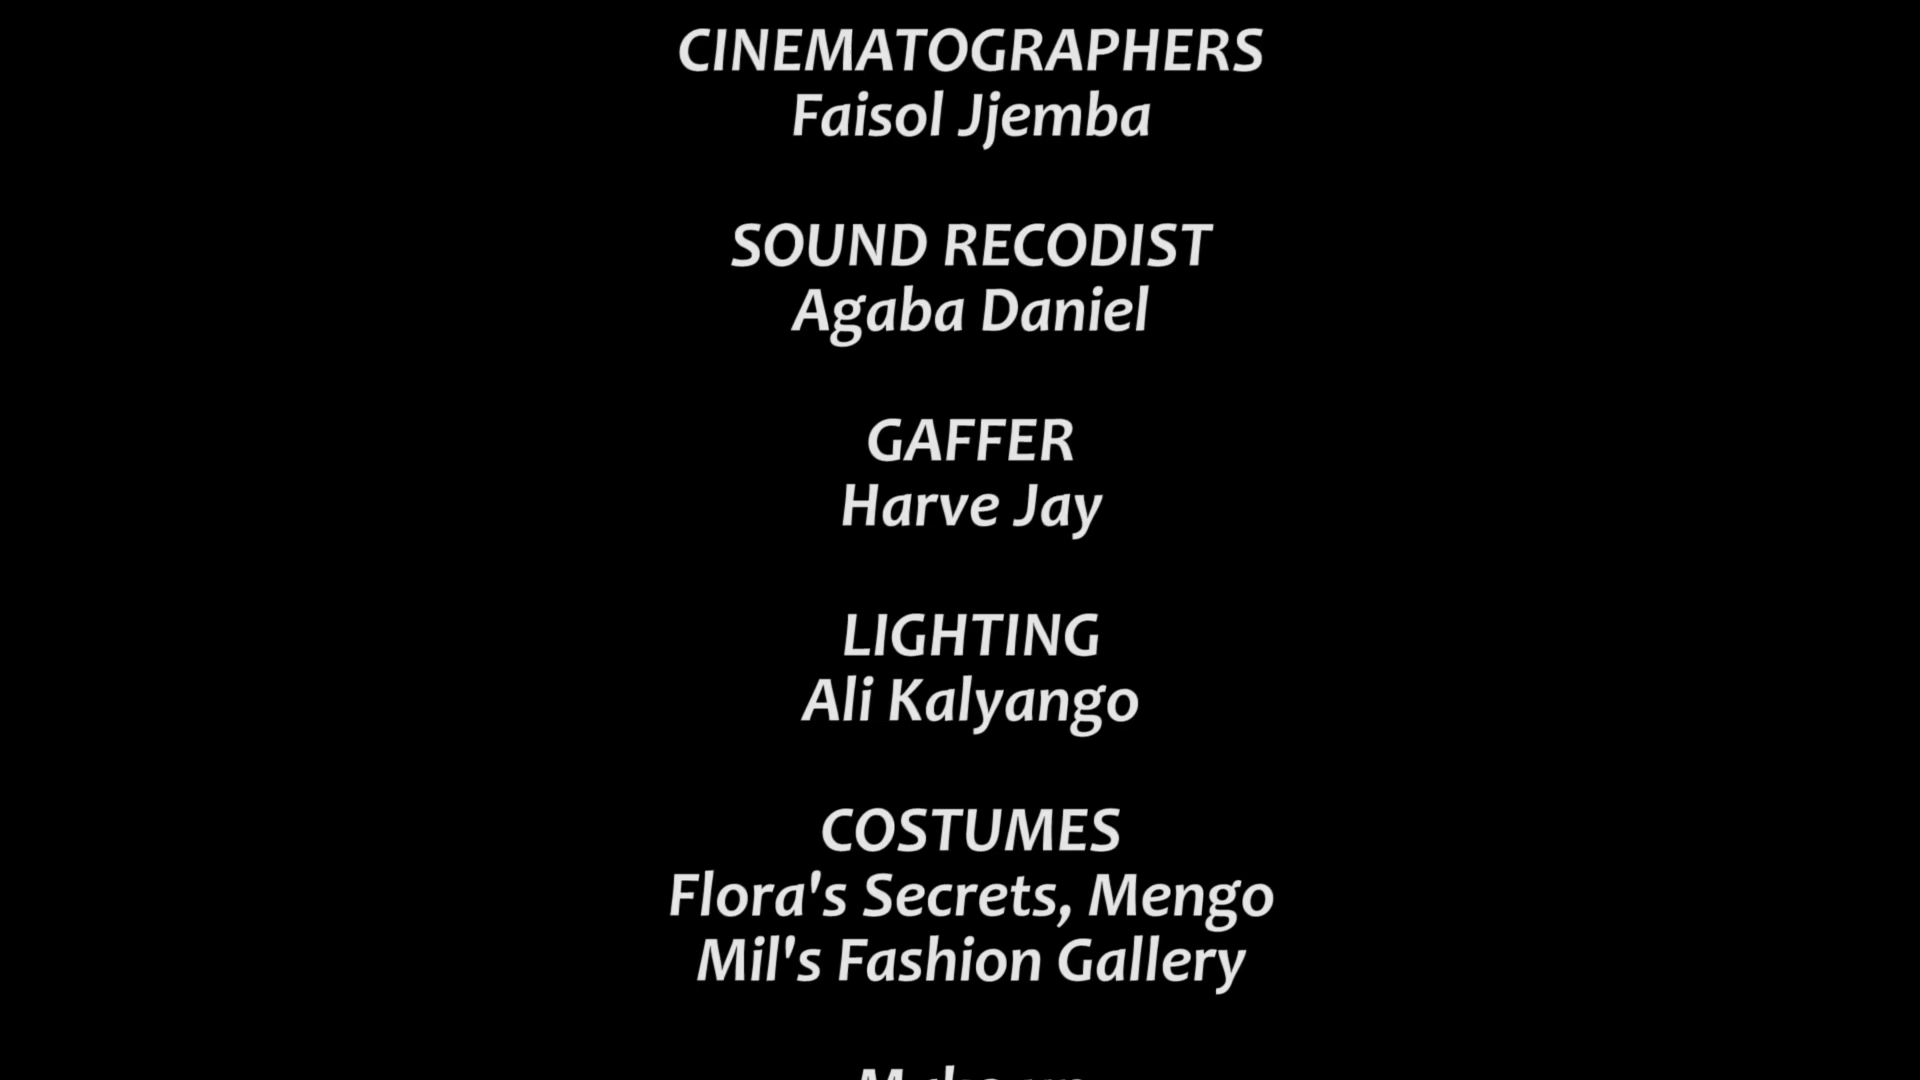 CINEMATOGRAPHERS
Faisol Jjemba
SOUND RECODIST
Agaba Daniel
GAFFER
Harve Jay
LIGHTING
Ali Kalyango
COSTUMES
Flora's Secrets, Mengo
Mil's Fashion Gallery